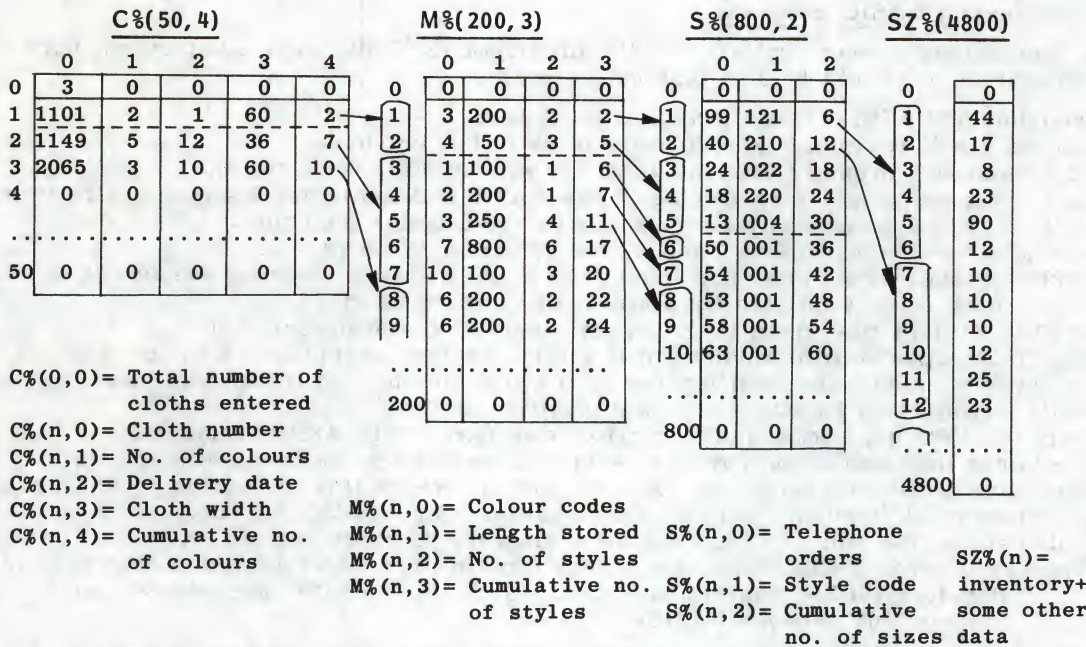 C%(50,4) M%(200,3) S%(800,2) SZ%(4800)
0 1 2 3 4
0 3 0 0 0 0
1 1101 2 1 60 2
2 1149 5 12 36 7
3 2065 3 10 60 10
4 0 0 0 0 0
50 0 0 0 0 0
0 1 2 3
0 0 0 0 0
1 3 200 2 2
2 4 50 3 5
3 1 100 1 6
4 2 200 1 7
5 3 250 4 11
6 7 800 6 17
7 10 100 3 20
8 6 200 2 22
9 6 200 2 24
200 0 0 0 0
0 1 2
0 0 0 0
1 99 121 6
2 40 210 12
3 24 022 18
4 18 220 24
5 13 004 30
6 50 001 36
7 54 001 42
8 53 001 48
9 58 001 54
10 63 001 60
800 0 0 0
0 0
1 44
2 17
3 8
4 23
5 90
6 12
7 10
8 10
9 10
10 12
11 25
12 23
4800 0
C%(0,0)= Total number of
cloths entered
C%(n,0)= Cloth number
C%(n,1)= No. of colours
C%(n,2)= Delivery date
C%(n,3)= Cloth width
C%(n,4)= Cumulative no.
of colours
M%(n,0)= Colour codes
M%(n,1)= Length stored
M%(n,2)= No. of styles
M%(n,3)= Cumulative no.
of styles
S%(n,0)= Telephone
orders
S%(n,1)= Style code
S%(n,2)= Cumulative
no. of sizes
SZ%(n)=
inventory+
some other
data